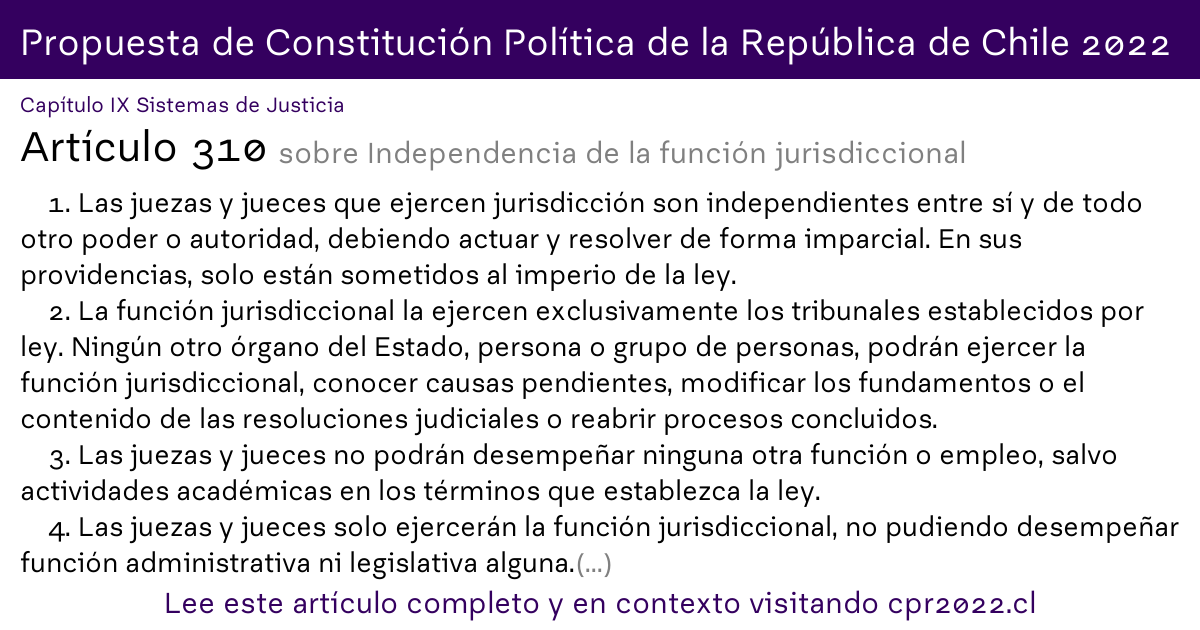 Propuesta de Constitución Política de la República de Chile 2022
Capítulo IX Sistemas de Justicia
Artículo 310 sobre Independencia de la función jurisdiccional
1. Las juezas y jueces que ejercen jurisdicción son independientes entre sí y de todo
otro poder o autoridad, debiendo actuar y resolver de forma imparcial. En sus
providencias, solo están sometidos al imperio de la ley.
2. La función jurisdiccional la ejercen exclusivamente los tribunales establecidos por
ley. Ningún otro órgano del Estado, persona o grupo de personas, podrán ejercer la
función jurisdiccional, conocer causas pendientes, modificar los fundamentos o el
contenido de las resoluciones judiciales o reabrir procesos concluidos.
3. Las juezas y jueces no podrán desempeñar ninguna otra función o empleo, salvo
actividades académicas en los términos que establezca la ley.
4. Las juezas y jueces solo ejercerán la función jurisdiccional, no pudiendo desempeñar
función administrativa ni legislativa alguna.(...)
Lee este artículo completo y en contexto visitando cpr2022.cl